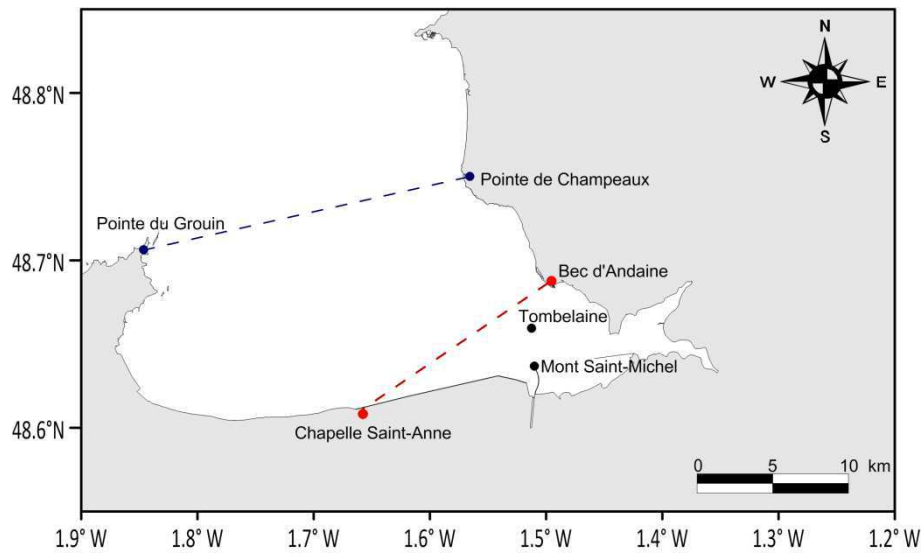 N
48.8°N
W
E
S
Pointe de Champeaux
Pointe du Grouin
48.7°N
Bec d'Andaine
Tombelaine
Mont Saint-Michel
48.6°N
Chapelle Saint-Anne
0 5 10 km
1.9° W 1.8° W 1.7° W 1.6° W 1.5° W 1.4° W 1.3° W 1.2° W